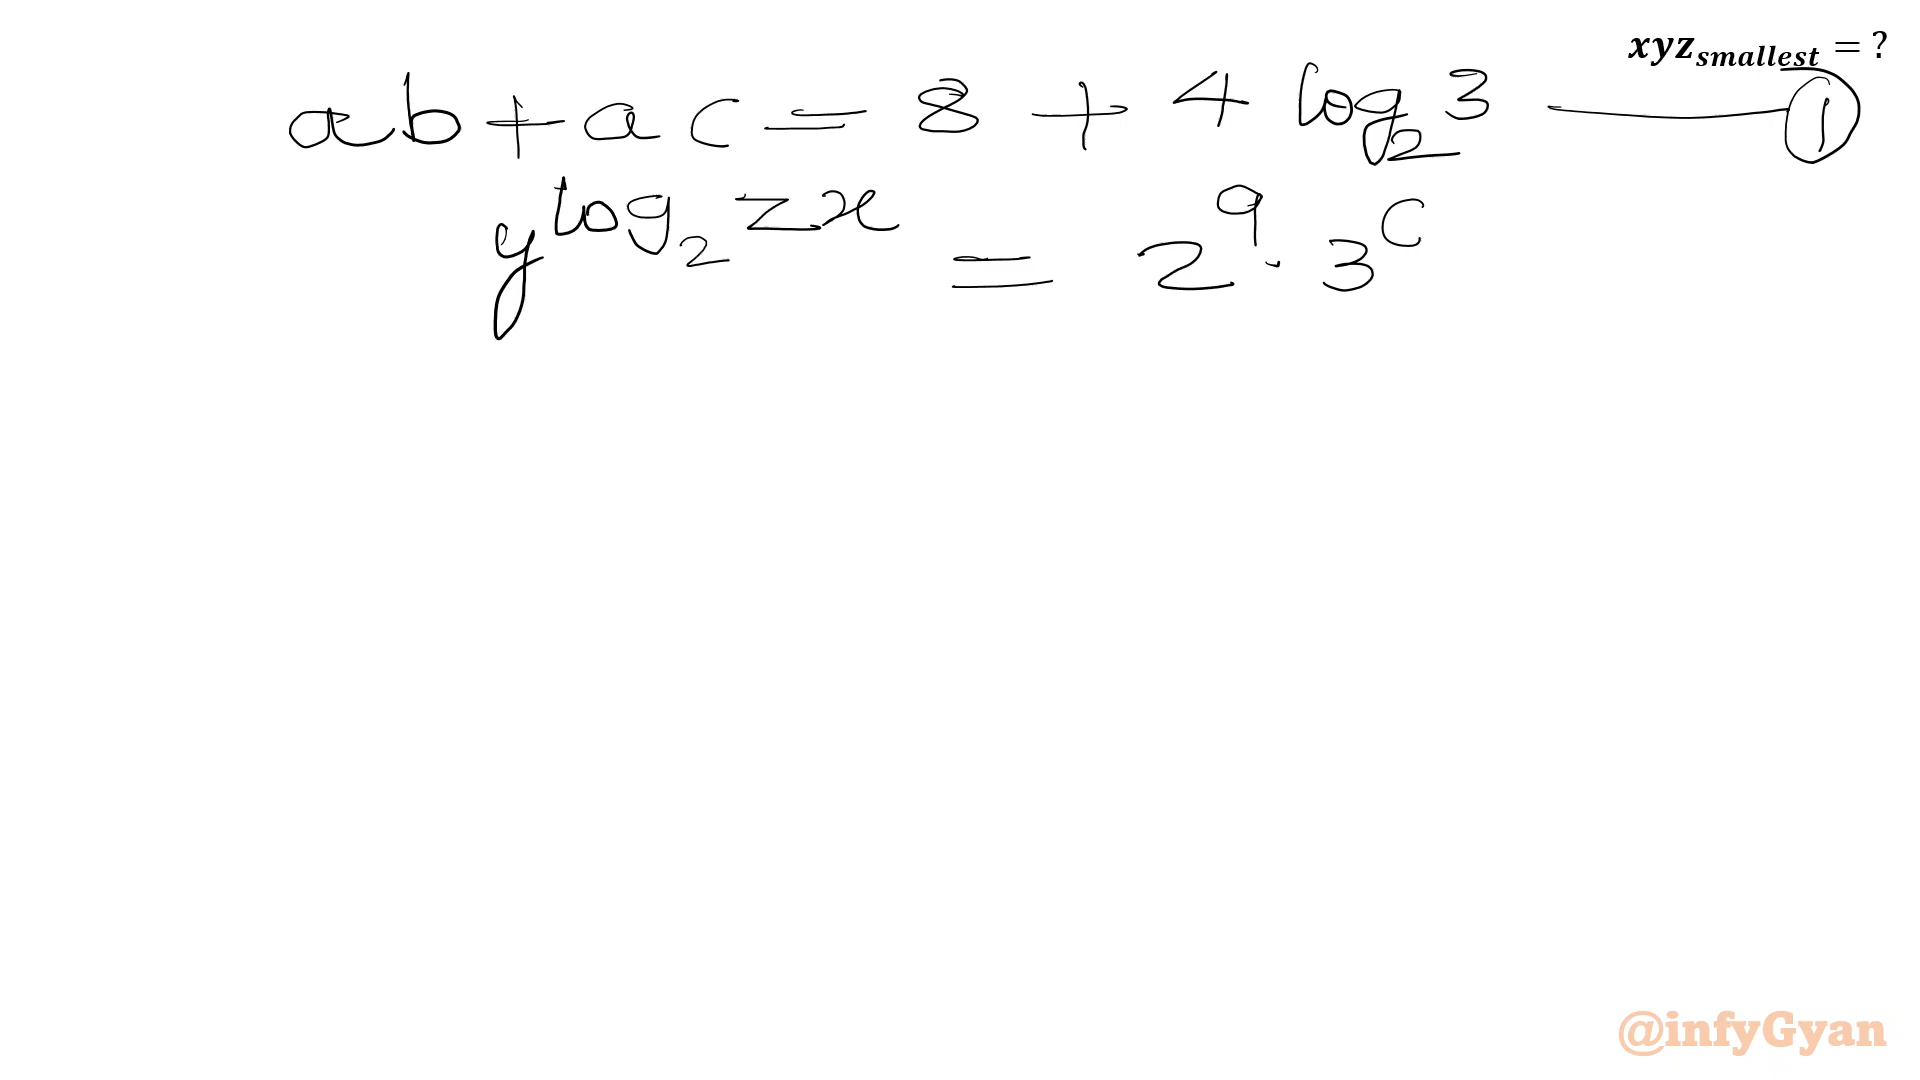 xyz_smallest = ?
ab + ac = 8 + 4 log_2 3 ——— ①
y^(log_2 zx) = 2^9 · 3^c
@infyGyan